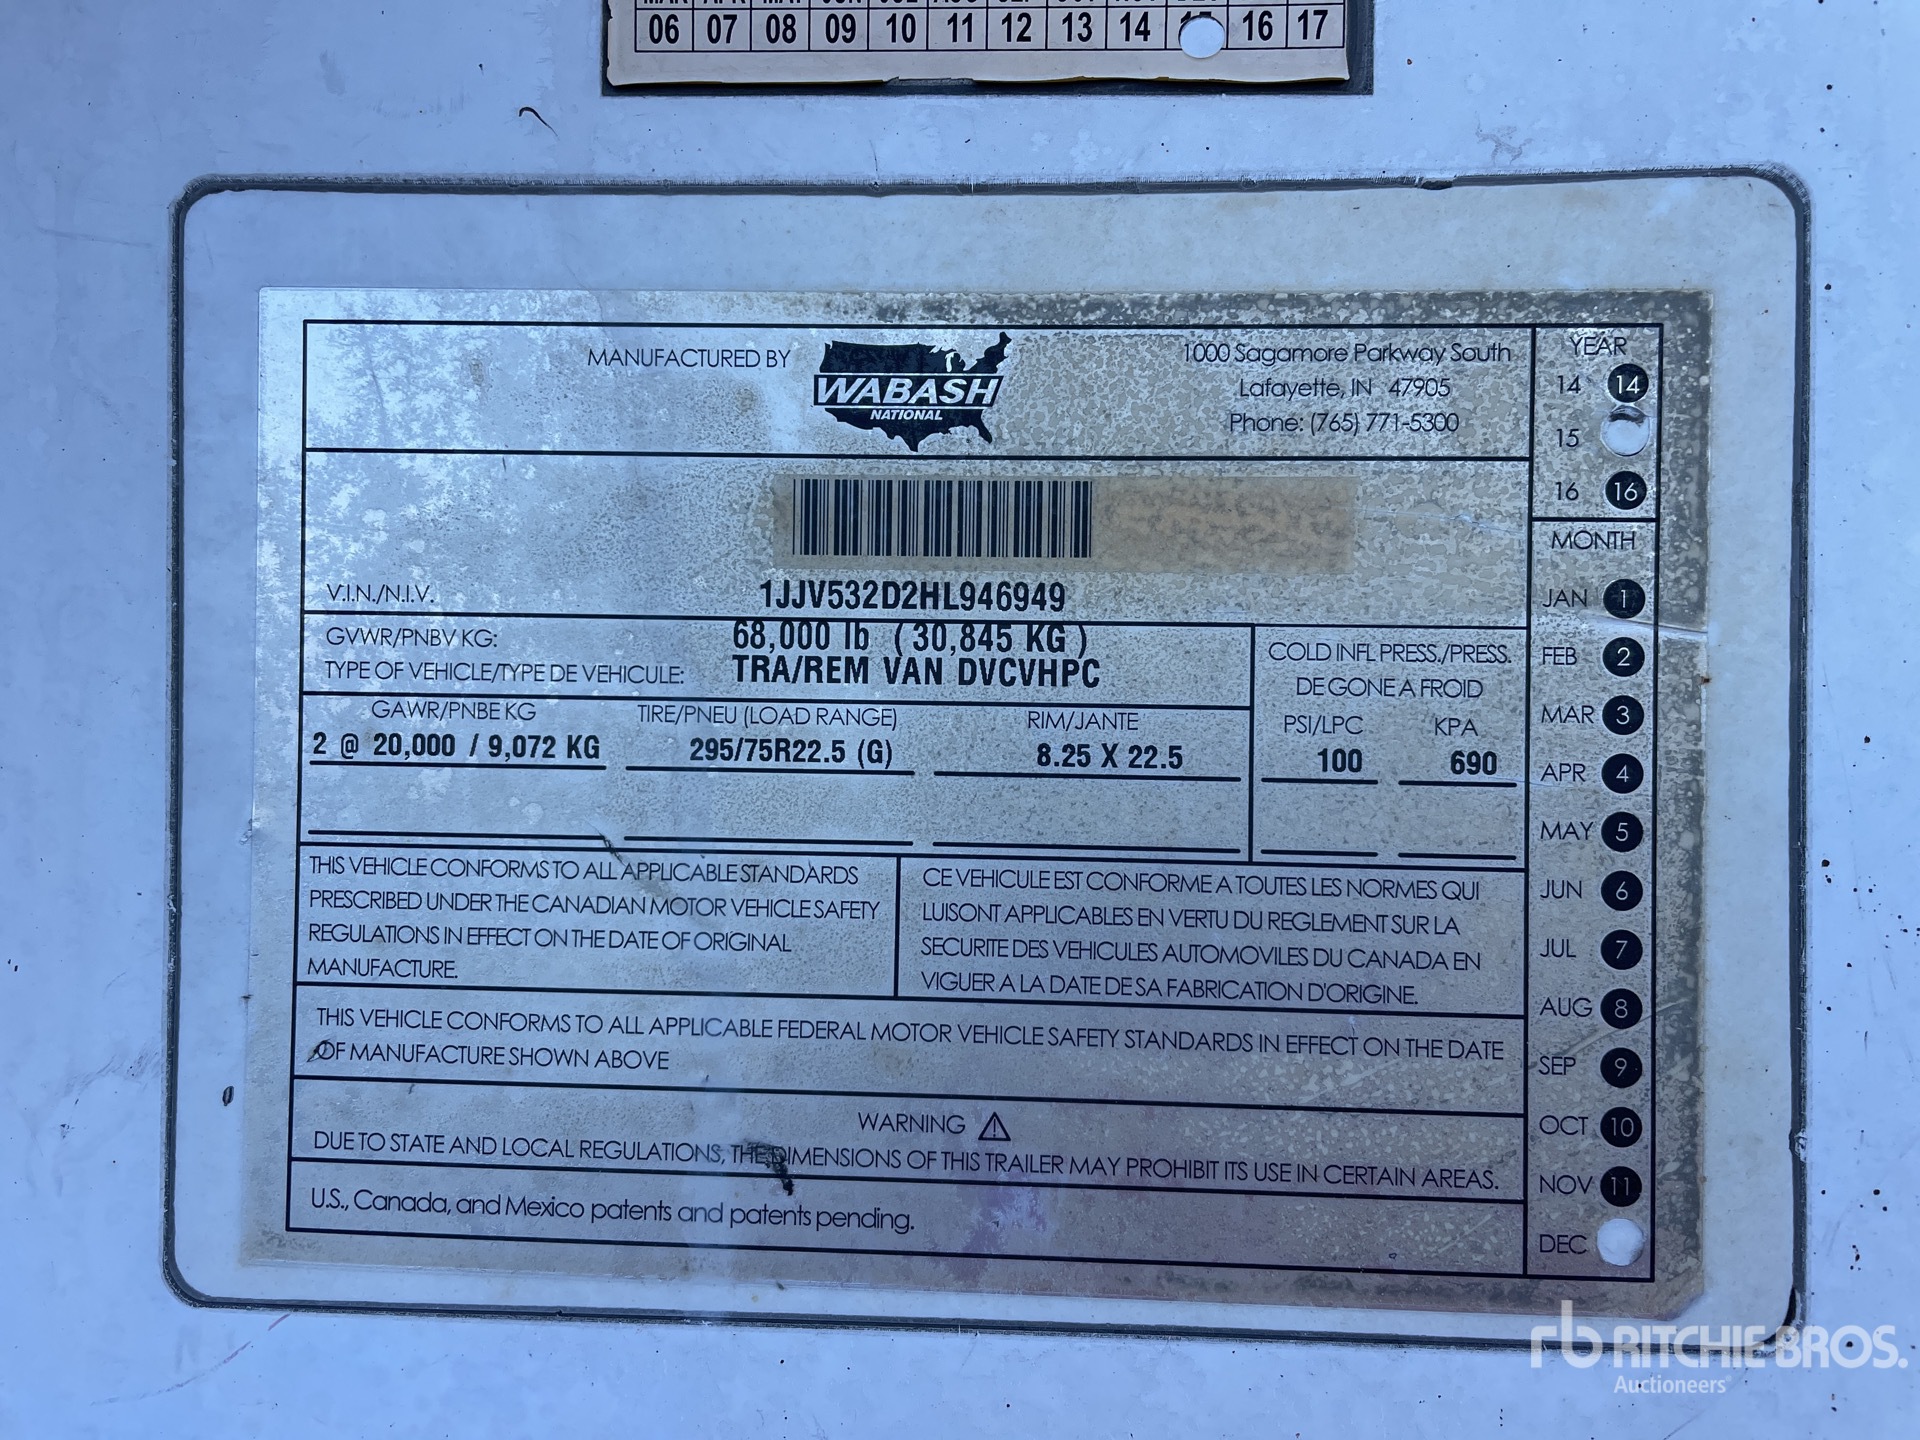 06 07 08 09 10 11 12 13 14 15 16 17
MANUFACTURED BY
WABASH
NATIONAL
1000 Sagamore Parkway South
Lafayette, IN 47905
Phone: (765) 771-5300
V.I.N./N.I.V. 1JJV532D2HL946949
GVWR/PNBV KG: 68,000 lb (30,845 KG)
TYPE OF VEHICLE/TYPE DE VEHICULE: TRA/REM VAN DVCVHPC
COLD INFL PRESS./PRESS.
DE GONE A FROID
GAWR/PNBE KG TIRE/PNEU (LOAD RANGE) RIM/JANTE PSI/LPC KPA
2 @ 20,000 / 9,072 KG 295/75R22.5 (G) 8.25 X 22.5 100 690
THIS VEHICLE CONFORMS TO ALL APPLICABLE STANDARDS
PRESCRIBED UNDER THE CANADIAN MOTOR VEHICLE SAFETY
REGULATIONS IN EFFECT ON THE DATE OF ORIGINAL
MANUFACTURE.
CE VEHICULE EST CONFORME A TOUTES LES NORMES QUI
LUISONT APPLICABLES EN VERTU DU REGLEMENT SUR LA
SECURITE DES VEHICULES AUTOMOVILES DU CANADA EN
VIGUER A LA DATE DE SA FABRICATION D'ORIGINE.
THIS VEHICLE CONFORMS TO ALL APPLICABLE FEDERAL MOTOR VEHICLE SAFETY STANDARDS IN EFFECT ON THE DATE
OF MANUFACTURE SHOWN ABOVE
WARNING
DUE TO STATE AND LOCAL REGULATIONS, THE DIMENSIONS OF THIS TRAILER MAY PROHIBIT ITS USE IN CERTAIN AREAS.
U.S., Canada, and Mexico patents and patents pending.
YEAR
14 14
15
16 16
MONTH
JAN 1
FEB 2
MAR 3
APR 4
MAY 5
JUN 6
JUL 7
AUG 8
SEP 9
OCT 10
NOV 11
DEC
rb RITCHIE BROS.
Auctioneers